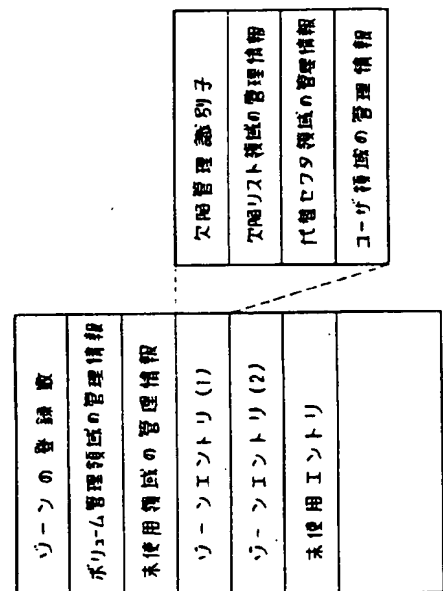 ゾーンの登録数
ボリューム管理領域の管理情報
未使用領域の管理情報
ゾーンエントリ(1)
ゾーンエントリ(2)
未使用エントリ
欠陥管理識別子
欠陥リスト領域の管理情報
代替セクタ領域の管理情報
ユーザ領域の管理情報